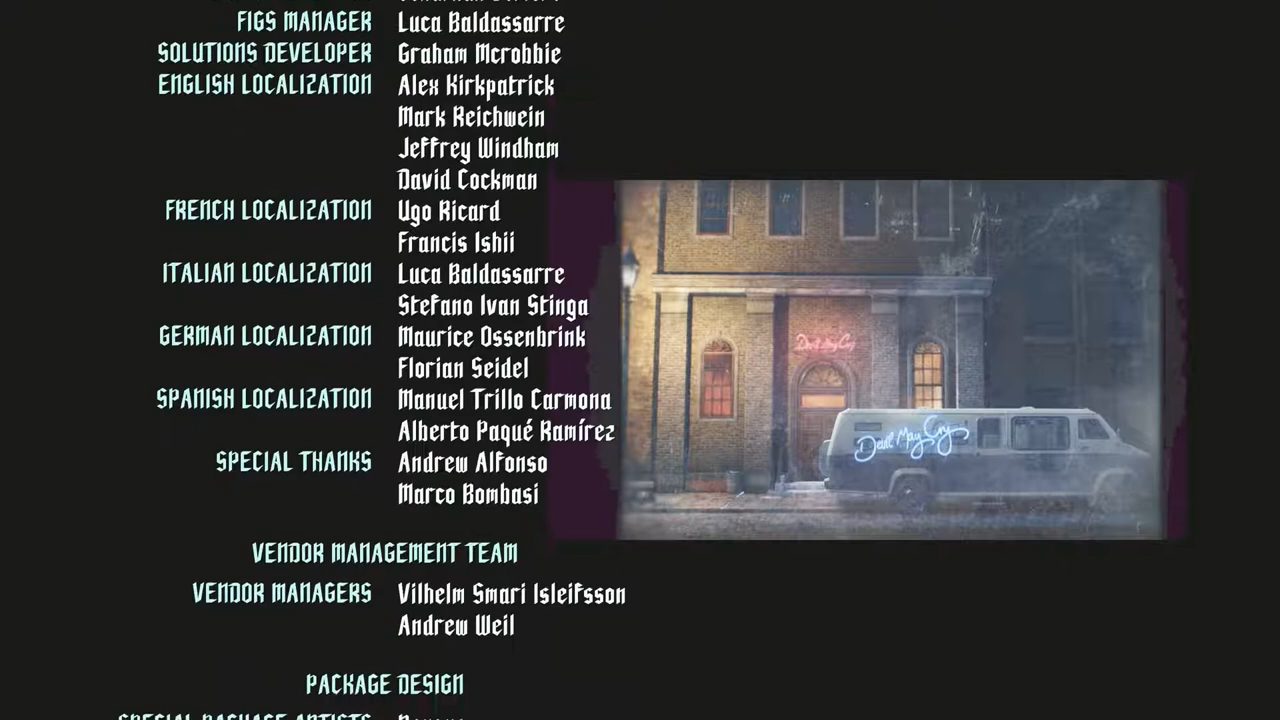 FIGS MANAGER Luca Baldassarre
SOLUTIONS DEVELOPER Graham Mcrobbie
ENGLISH LOCALIZATION Alex Kirkpatrick
Mark Reichwein
Jeffrey Windham
David Cockman
FRENCH LOCALIZATION Ugo Ricard
Francis Ishii
ITALIAN LOCALIZATION Luca Baldassarre
Stefano Ivan Stinga
GERMAN LOCALIZATION Maurice Ossenbrink
Florian Seidel
SPANISH LOCALIZATION Manuel Trillo Carmona
Alberto Paqué Ramírez
SPECIAL THANKS Andrew Alfonso
Marco Bombasi
VENDOR MANAGEMENT TEAM
VENDOR MANAGERS Vilhelm Smari Isleifsson
Andrew Weil
PACKAGE DESIGN
SPECIAL PACKAGE ARTISTS
Devil May Cry
Devil May Cry